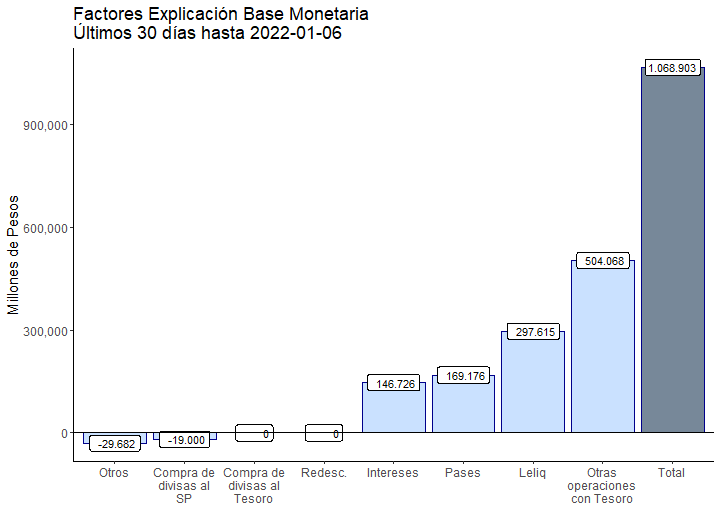 Factores Explicación Base Monetaria
Últimos 30 días hasta 2022-01-06
Millones de Pesos
900,000
600,000
300,000
0
-29.682
-19.000
0
0
146.726
169.176
297.615
504.068
1.068.903
Otros
Compra de
divisas al
SP
Compra de
divisas al
Tesoro
Redesc.
Intereses
Pases
Leliq
Otras
operaciones
con Tesoro
Total